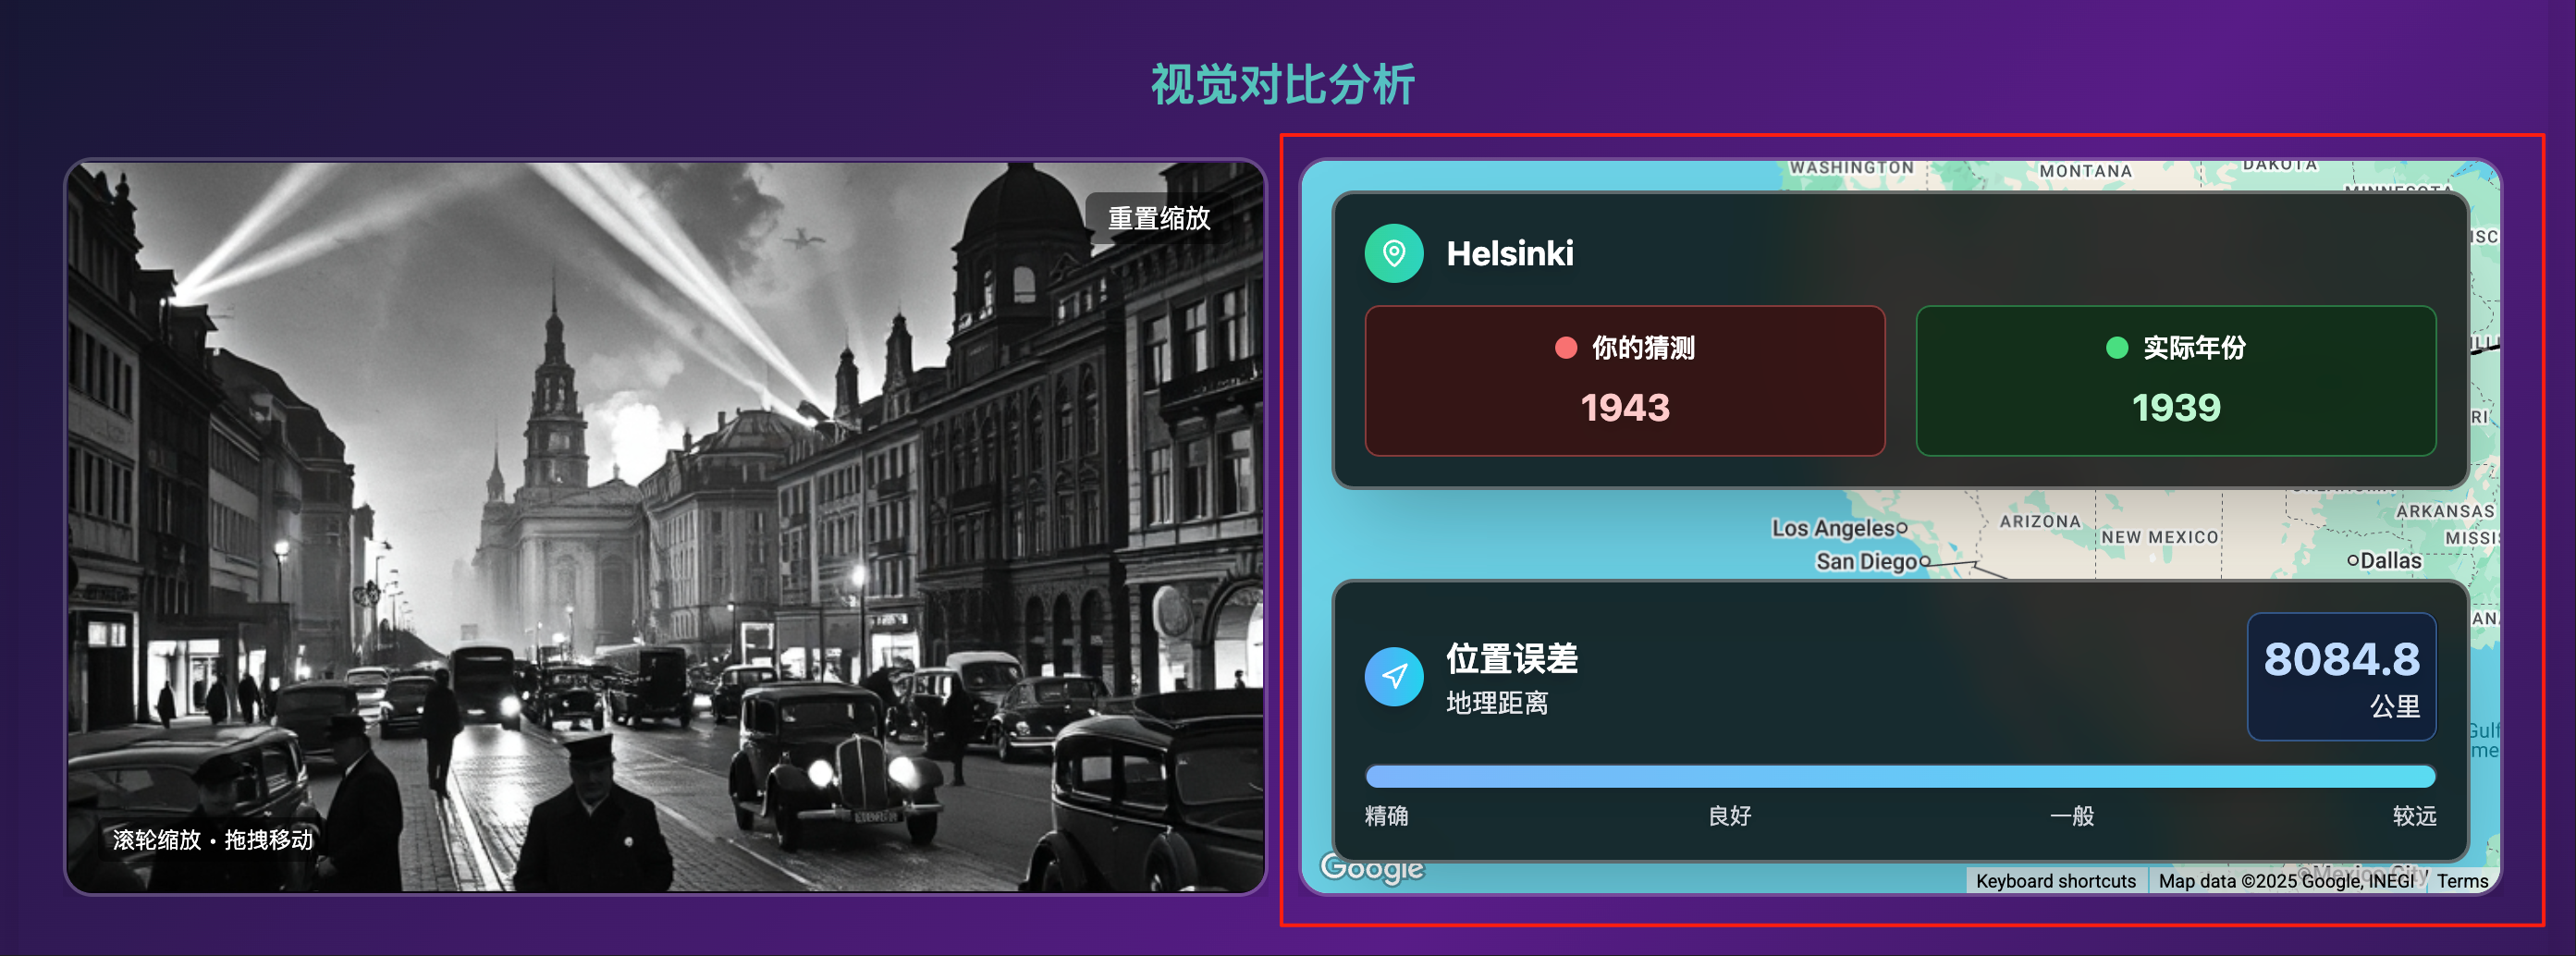 视觉对比分析
重置缩放
滚轮缩放・拖拽移动
WASHINGTON
MONTANA
DAKOTA
MINNESOTA
Helsinki
你的猜测
1943
实际年份
1939
Los Angeles
San Diego
ARIZONA
NEW MEXICO
ARKANSAS
Dallas
位置误差
地理距离
8084.8
公里
精确
良好
一般
较远
Google
Mexico City
Keyboard shortcuts
Map data ©2025 Google, INEGI
Terms